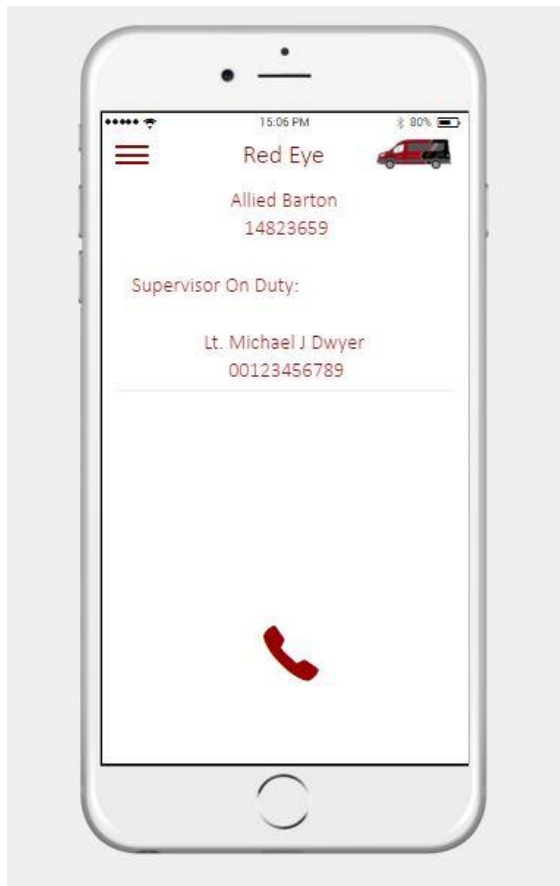 15:06 PM
80%
Red Eye
Allied Barton
14823659
Supervisor On Duty:
Lt. Michael J Dwyer
00123456789